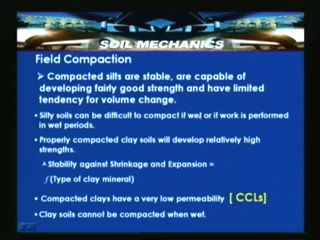 SOIL MECHANICS
Field Compaction
➢ Compacted silts are stable, are capable of
developing fairly good strength and have limited
tendency for volume change.
• Silty soils can be difficult to compact if wet or if work is performed
in wet periods.
• Properly compacted clay soils will develop relatively high
strengths.
Stability against Shrinkage and Expansion =
ƒ (Type of clay mineral)
• Compacted clays have a very low permeability [ CCLs]
• Clay soils cannot be compacted when wet.